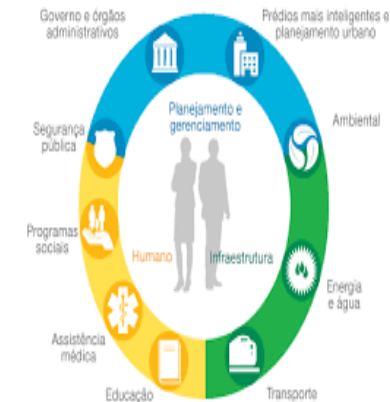 Governo e órgãos
administrativos
Prédios mais inteligentes e
planejamento urbano
Planejamento e
gerenciamento
Ambiental
Segurança
pública
Programas
sociais
Humano
Infraestrutura
Energia
e água
Assistência
médica
Educação
Transporte